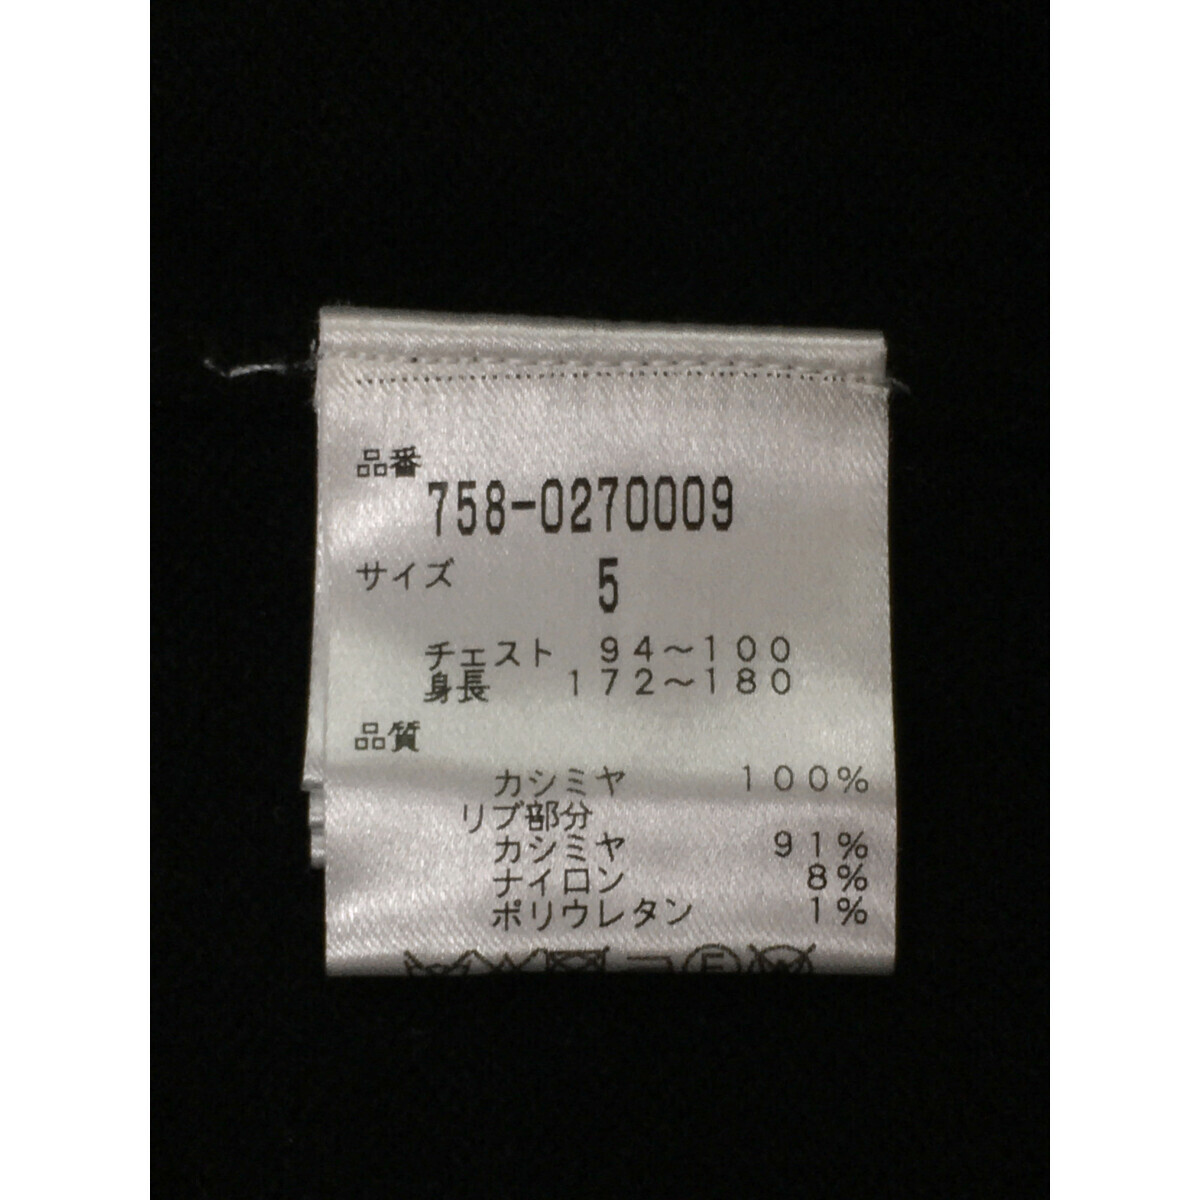 品番
758-0270009
サイズ 5
チェスト 94～100
身長 172～180
品質
カシミヤ 100%
リブ部分
カシミヤ 91%
ナイロン 8%
ポリウレタン 1%